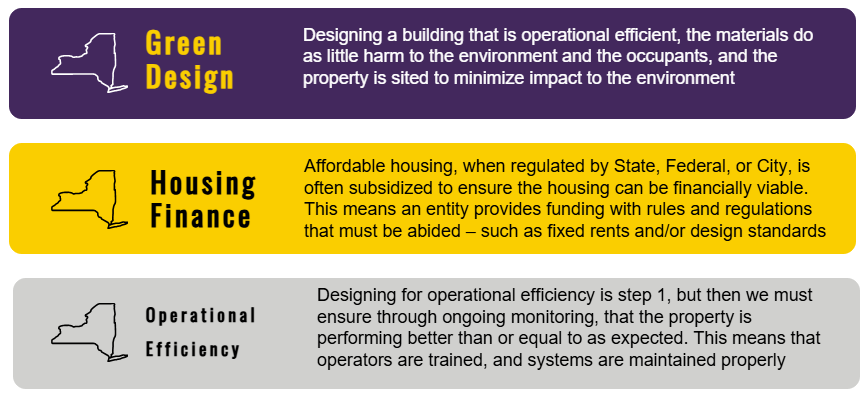 Green
Design
Designing a building that is operational efficient, the materials do
as little harm to the environment and the occupants, and the
property is sited to minimize impact to the environment
Housing
Finance
Affordable housing, when regulated by State, Federal, or City, is
often subsidized to ensure the housing can be financially viable.
This means an entity provides funding with rules and regulations
that must be abided – such as fixed rents and/or design standards
Operational
Efficiency
Designing for operational efficiency is step 1, but then we must
ensure through ongoing monitoring, that the property is
performing better than or equal to as expected. This means that
operators are trained, and systems are maintained properly